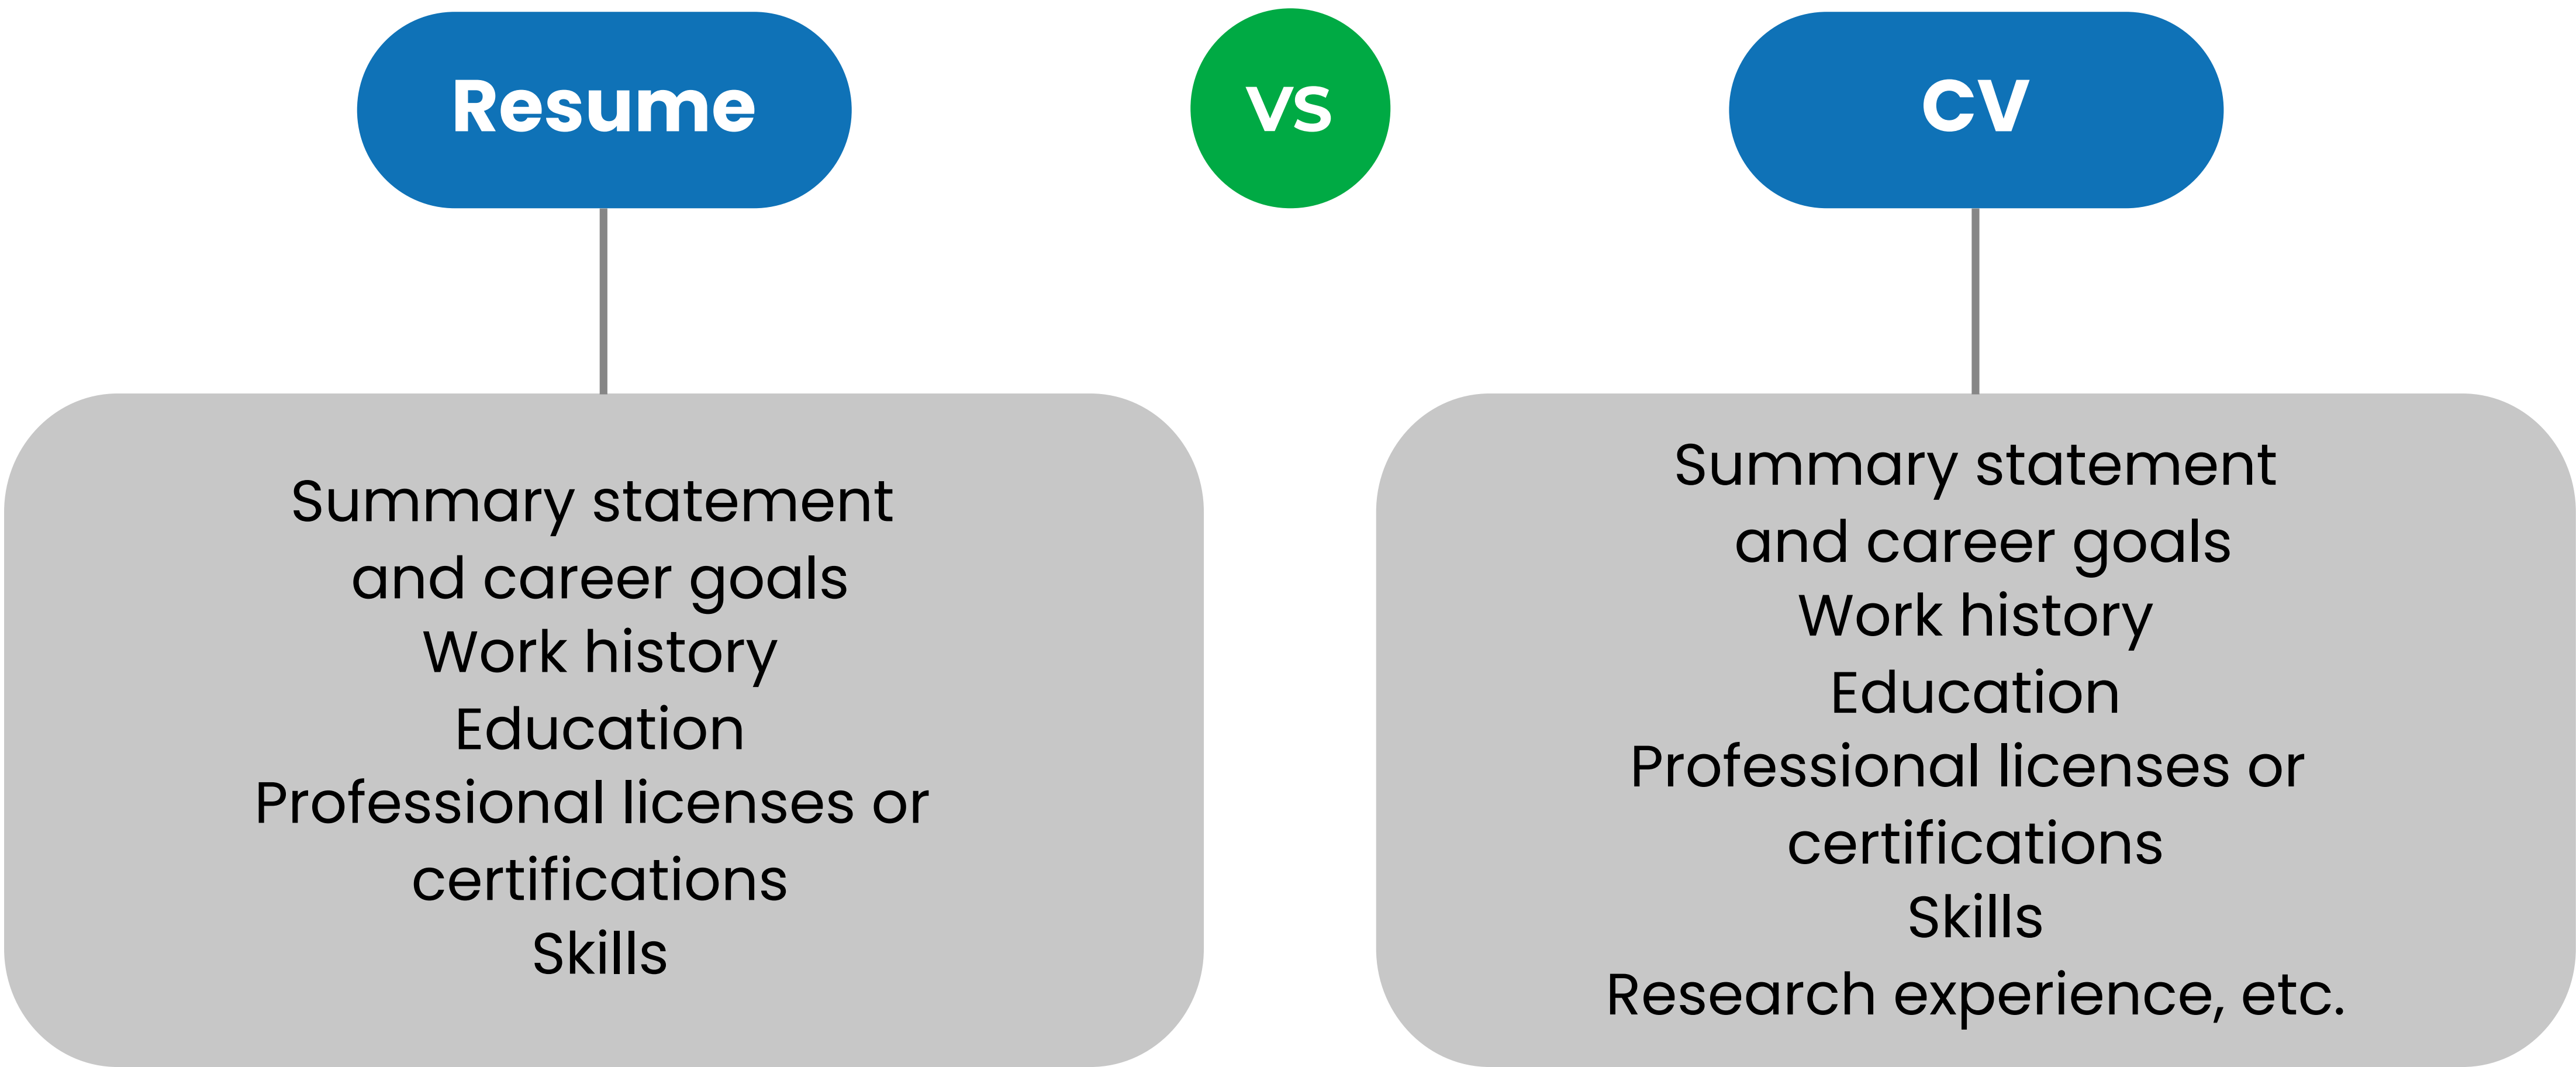 Resume
VS
CV
Summary statement
and career goals
Work history
Education
Professional licenses or
certifications
Skills
Summary statement
and career goals
Work history
Education
Professional licenses or
certifications
Skills
Research experience, etc.